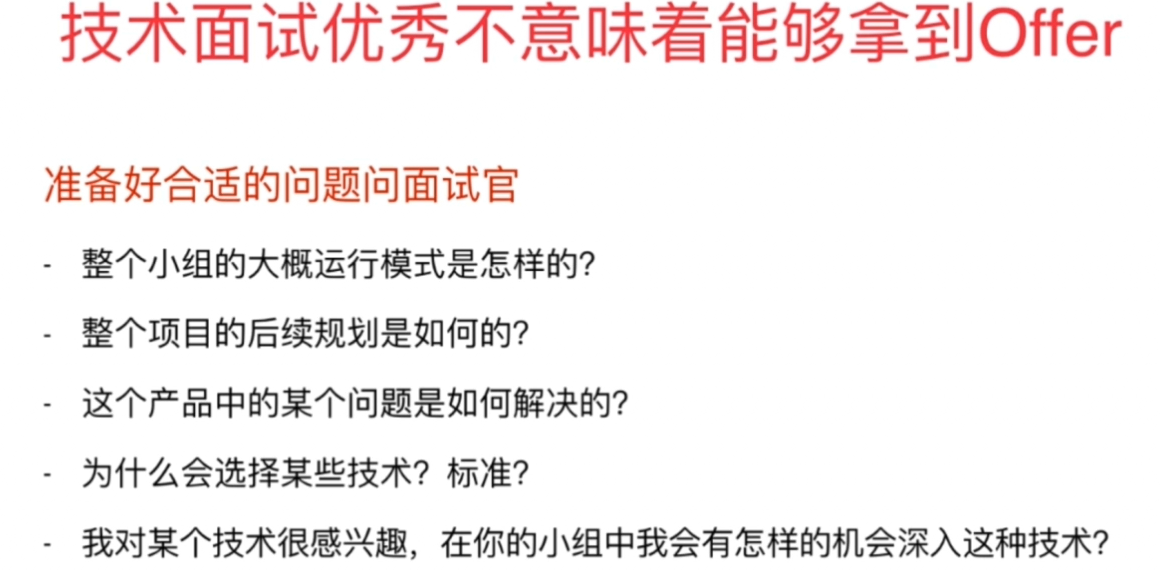 技术面试优秀不意味着能够拿到Offer
准备好合适的问题问面试官
- 整个小组的大概运行模式是怎样的？
- 整个项目的后续规划是如何的？
- 这个产品中的某个问题是如何解决的？
- 为什么会选择某些技术？标准？
- 我对某个技术很感兴趣，在你的小组中我会有怎样的机会深入这种技术？